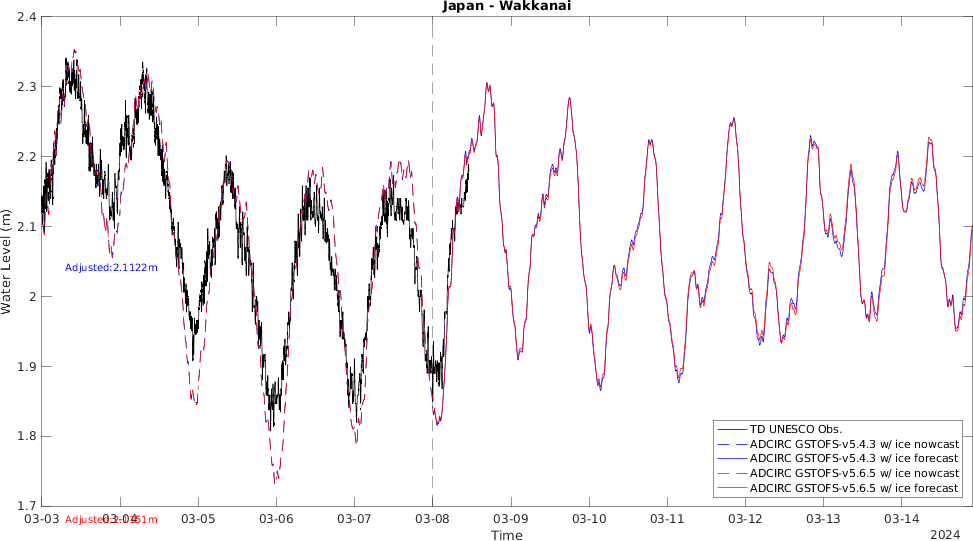 Japan - Wakkanai
2.4
2.3
2.2
2.1
2
1.9
1.8
1.7
Water Level (m)
Adjusted:2.1122m
TD UNESCO Obs.
ADCIRC GSTOFS-v5.4.3 w/ ice nowcast
ADCIRC GSTOFS-v5.4.3 w/ ice forecast
ADCIRC GSTOFS-v5.6.5 w/ ice nowcast
ADCIRC GSTOFS-v5.6.5 w/ ice forecast
03-03 03-04 03-05 03-06 03-07 03-08 03-09 03-10 03-11 03-12 03-13 03-14
Time
2024